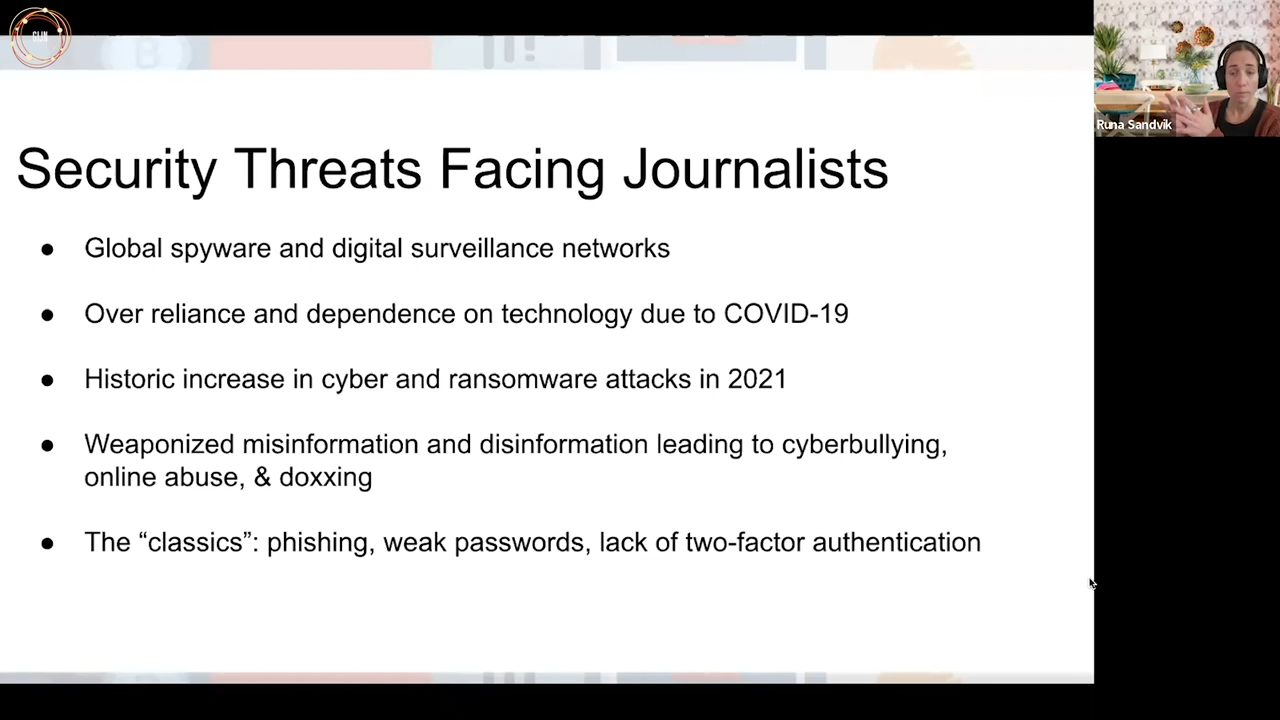 GIJN
Runa Sandvik
Security Threats Facing Journalists
● Global spyware and digital surveillance networks
● Over reliance and dependence on technology due to COVID-19
● Historic increase in cyber and ransomware attacks in 2021
● Weaponized misinformation and disinformation leading to cyberbullying,
online abuse, & doxxing
● The “classics”: phishing, weak passwords, lack of two-factor authentication